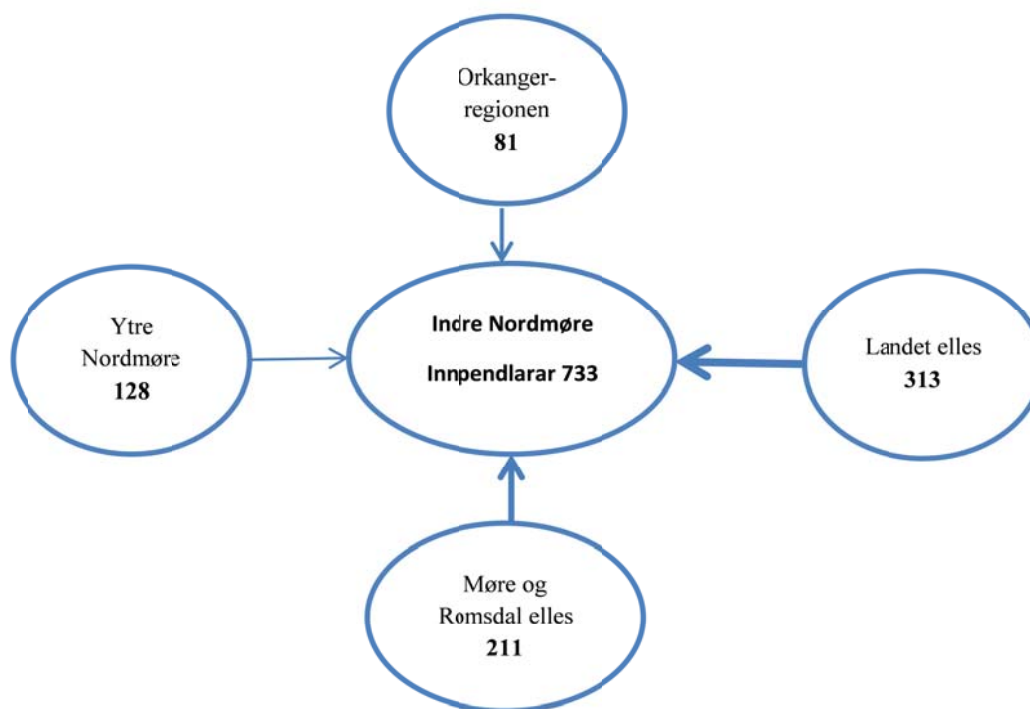 Orkanger-
regionen
81
Ytre
Nordmøre
128
Indre Nordmøre
Innpendlarar 733
Landet elles
313
Møre og
Romsdal elles
211